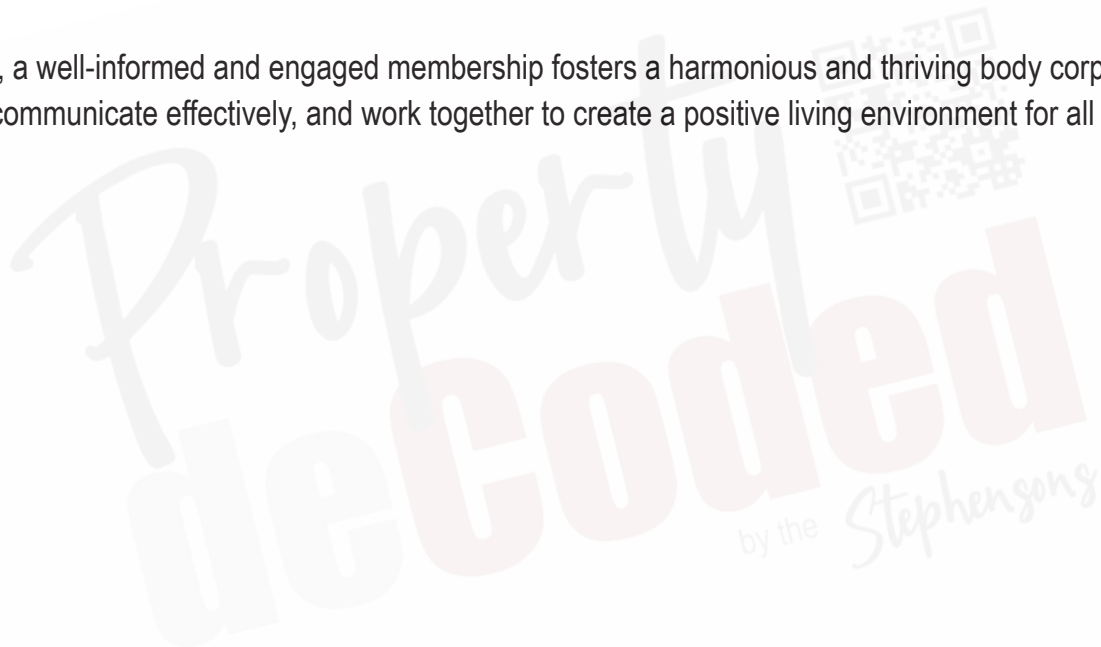 , a well-informed and engaged membership fosters a harmonious and thriving body corp
communicate effectively, and work together to create a positive living environment for all
Property
deCoded
by the Stephensons